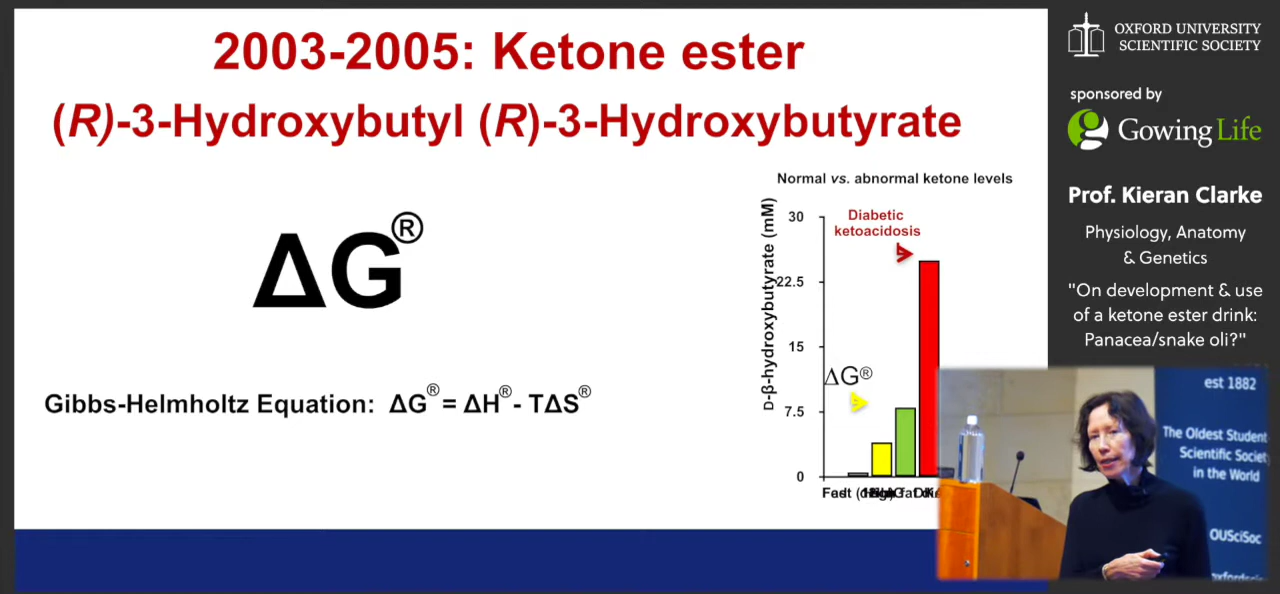 2003-2005: Ketone ester
(R)-3-Hydroxybutyl (R)-3-Hydroxybutyrate
ΔG®
Gibbs-Helmholtz Equation: ΔG® = ΔH® - TΔS®
Normal vs. abnormal ketone levels
D-β-hydroxybutyrate (mM)
30
22.5
15
7.5
0
Diabetic
ketoacidosis
ΔG®
OXFORD UNIVERSITY
SCIENTIFIC SOCIETY
sponsored by
Gowing Life
Prof. Kieran Clarke
Physiology, Anatomy
& Genetics
"On development & use
of a ketone ester drink:
Panacea/snake oli?"
est 1882
The Oldest Student
Scientific Societ
in the World
OUSciSoc